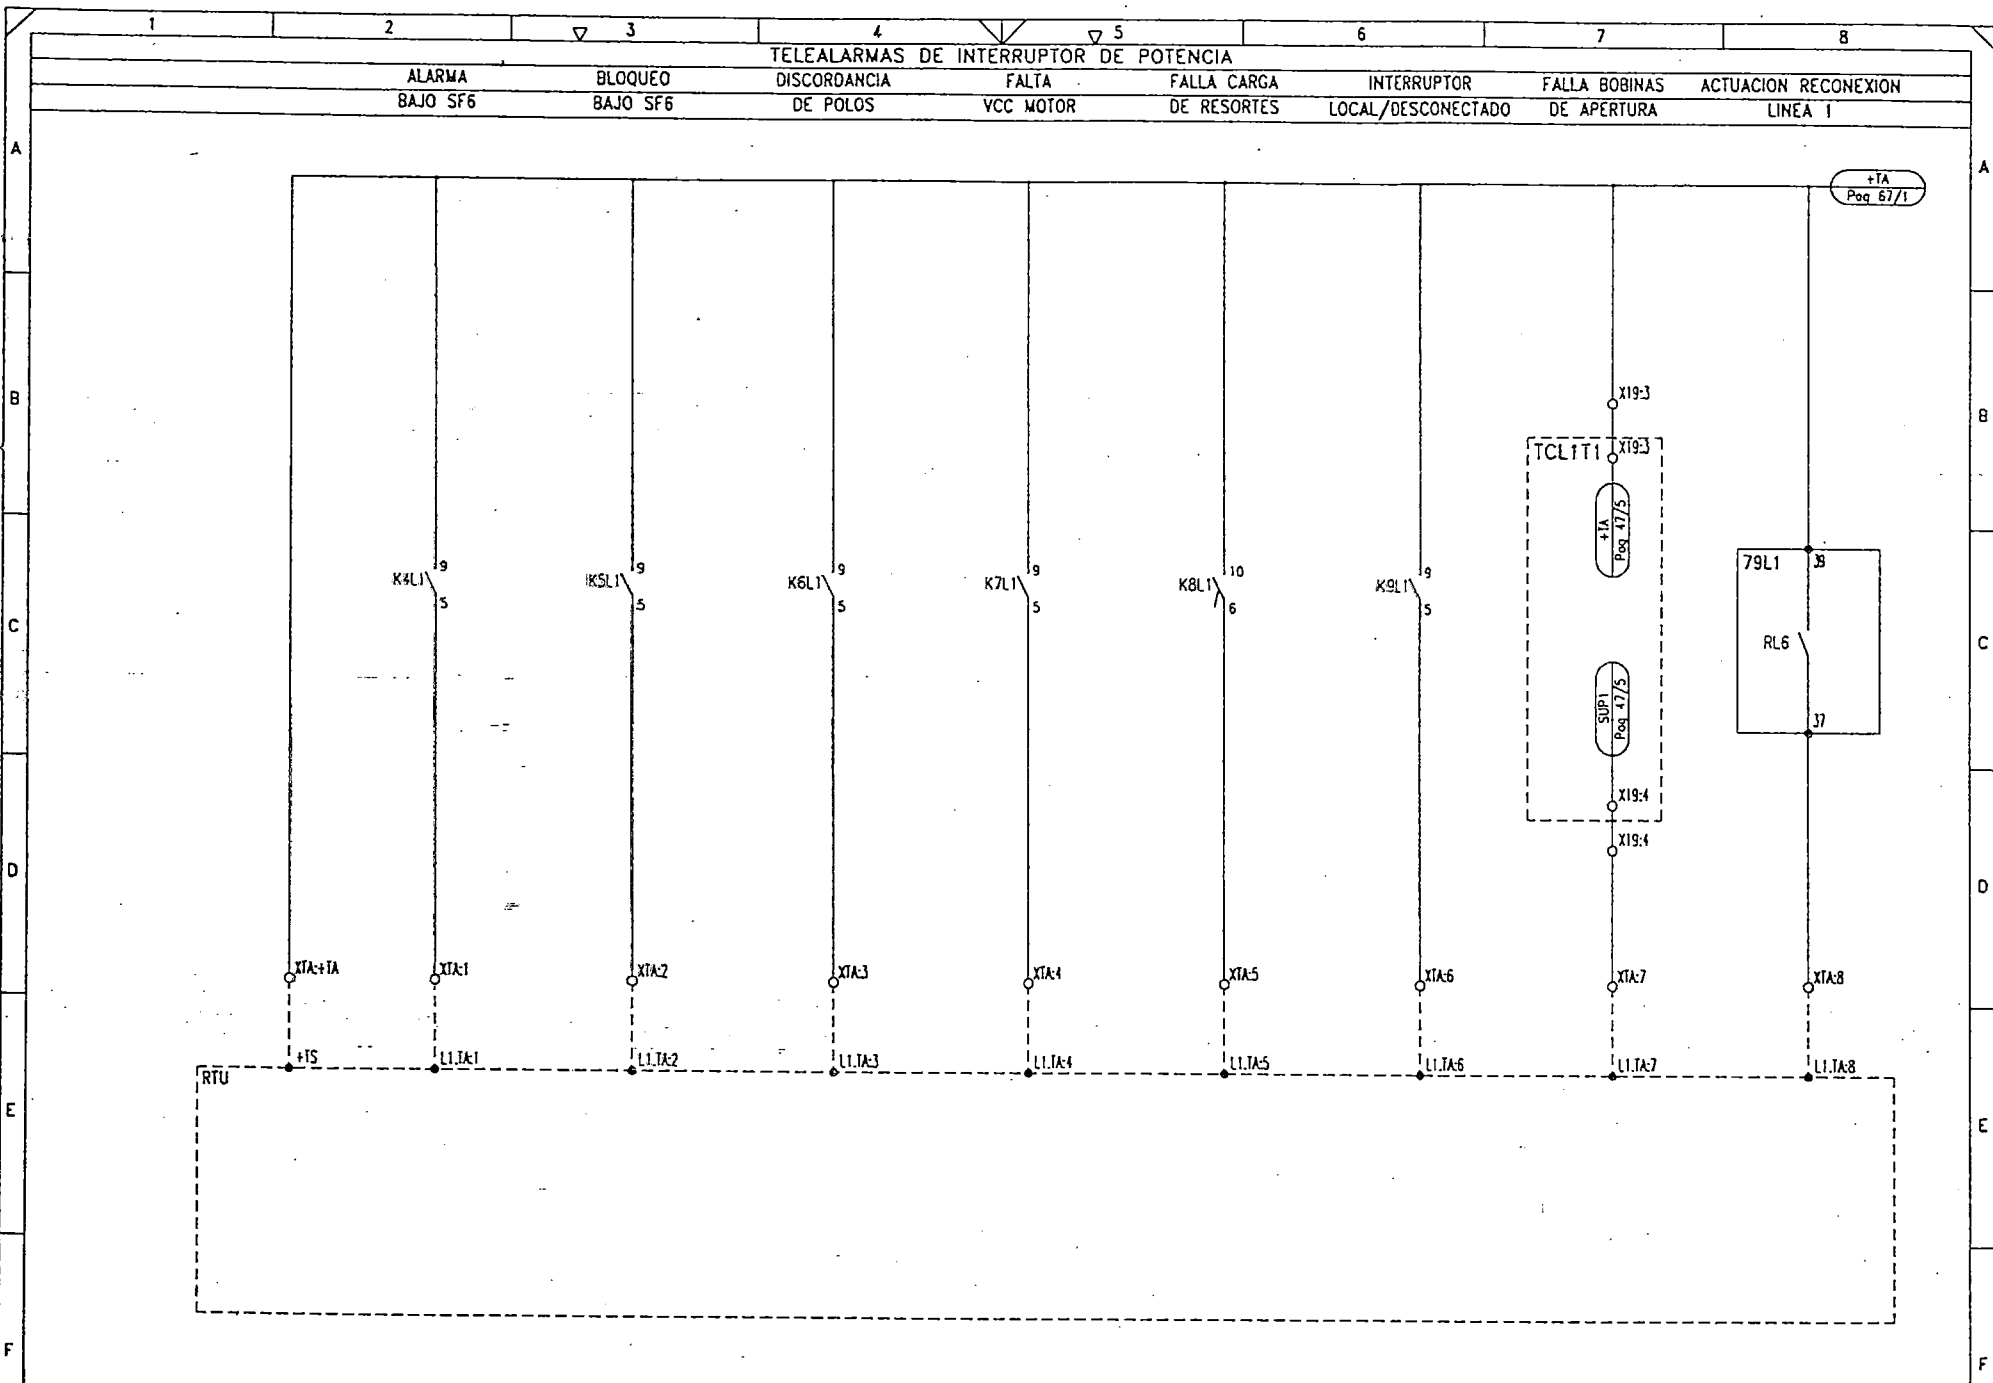 1 2 3 4 5 6 7 8
TELEALARMAS DE INTERRUPTOR DE POTENCIA
ALARMA BLOQUEO DISCORDANCIA FALTA FALLA CARGA INTERRUPTOR FALLA BOBINAS ACTUACION RECONEXION
BAJO SF6 BAJO SF6 DE POLOS VCC MOTOR DE RESORTES LOCAL/DESCONECTADO DE APERTURA LINEA 1
A A
+TA
Pag 67/1
B B
X19:3
TCL1T1 X19:3
+TA
Pag 47/5
79L1 39
K4L1 9 5
K5L1 9 5
K6L1 9 5
K7L1 9 5
K8L1 10 6
K9L1 9 5
C C
RL6
SUP1
Pag 47/5
37
X19:4
X19:4
D D
XTA:+TA XTA:1 XTA:2 XTA:3 XTA:4 XTA:5 XTA:6 XTA:7 XTA:8
+TS L1.TA:1 L1.TA:2 L1.TA:3 L1.TA:4 L1.TA:5 L1.TA:6 L1.TA:7 L1.TA:8
RTU
E E
F F